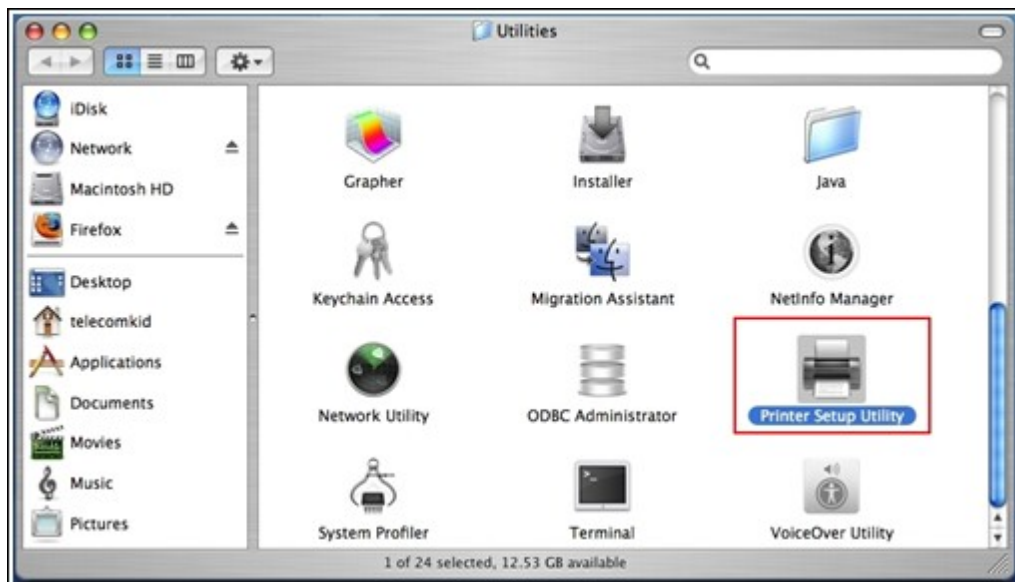 Utilities
iDisk
Network
Macintosh HD
Firefox
Desktop
telecomkid
Applications
Documents
Movies
Music
Pictures
Grapher
Installer
Java
Keychain Access
Migration Assistant
NetInfo Manager
Network Utility
ODBC Administrator
Printer Setup Utility
System Profiler
Terminal
VoiceOver Utility
1 of 24 selected, 12.53 GB available